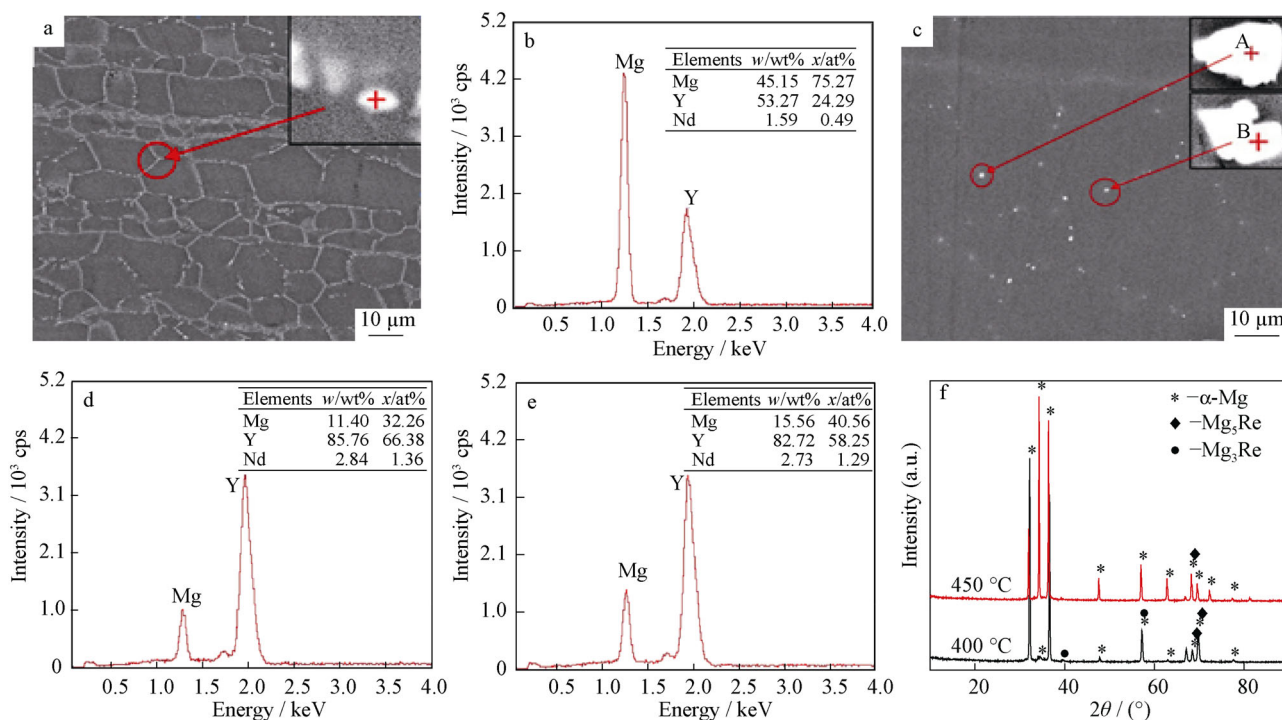 a
10 μm
b
5.2
4.2
3.1
2.1
1.0
0
Intensity / 10³ cps
Mg
Y
Elements w/wt% x/at%
Mg 45.15 75.27
Y 53.27 24.29
Nd 1.59 0.49
0.5 1.0 1.5 2.0 2.5 3.0 3.5 4.0
Energy / keV
c
A
B
10 μm
d
5.2
4.2
3.1
2.1
1.0
0
Intensity / 10³ cps
Mg
Y
Elements w/wt% x/at%
Mg 11.40 32.26
Y 85.76 66.38
Nd 2.84 1.36
0.5 1.0 1.5 2.0 2.5 3.0 3.5 4.0
Energy / keV
e
5.2
4.2
3.1
2.1
1.0
0
Intensity / 10³ cps
Mg
Y
Elements w/wt% x/at%
Mg 15.56 40.56
Y 82.72 58.25
Nd 2.73 1.29
0.5 1.0 1.5 2.0 2.5 3.0 3.5 4.0
Energy / keV
f
* −α-Mg
◆ −Mg₅Re
● −Mg₃Re
Intensity (a.u.)
450 °C
400 °C
20 40 60 80
2θ / (°)